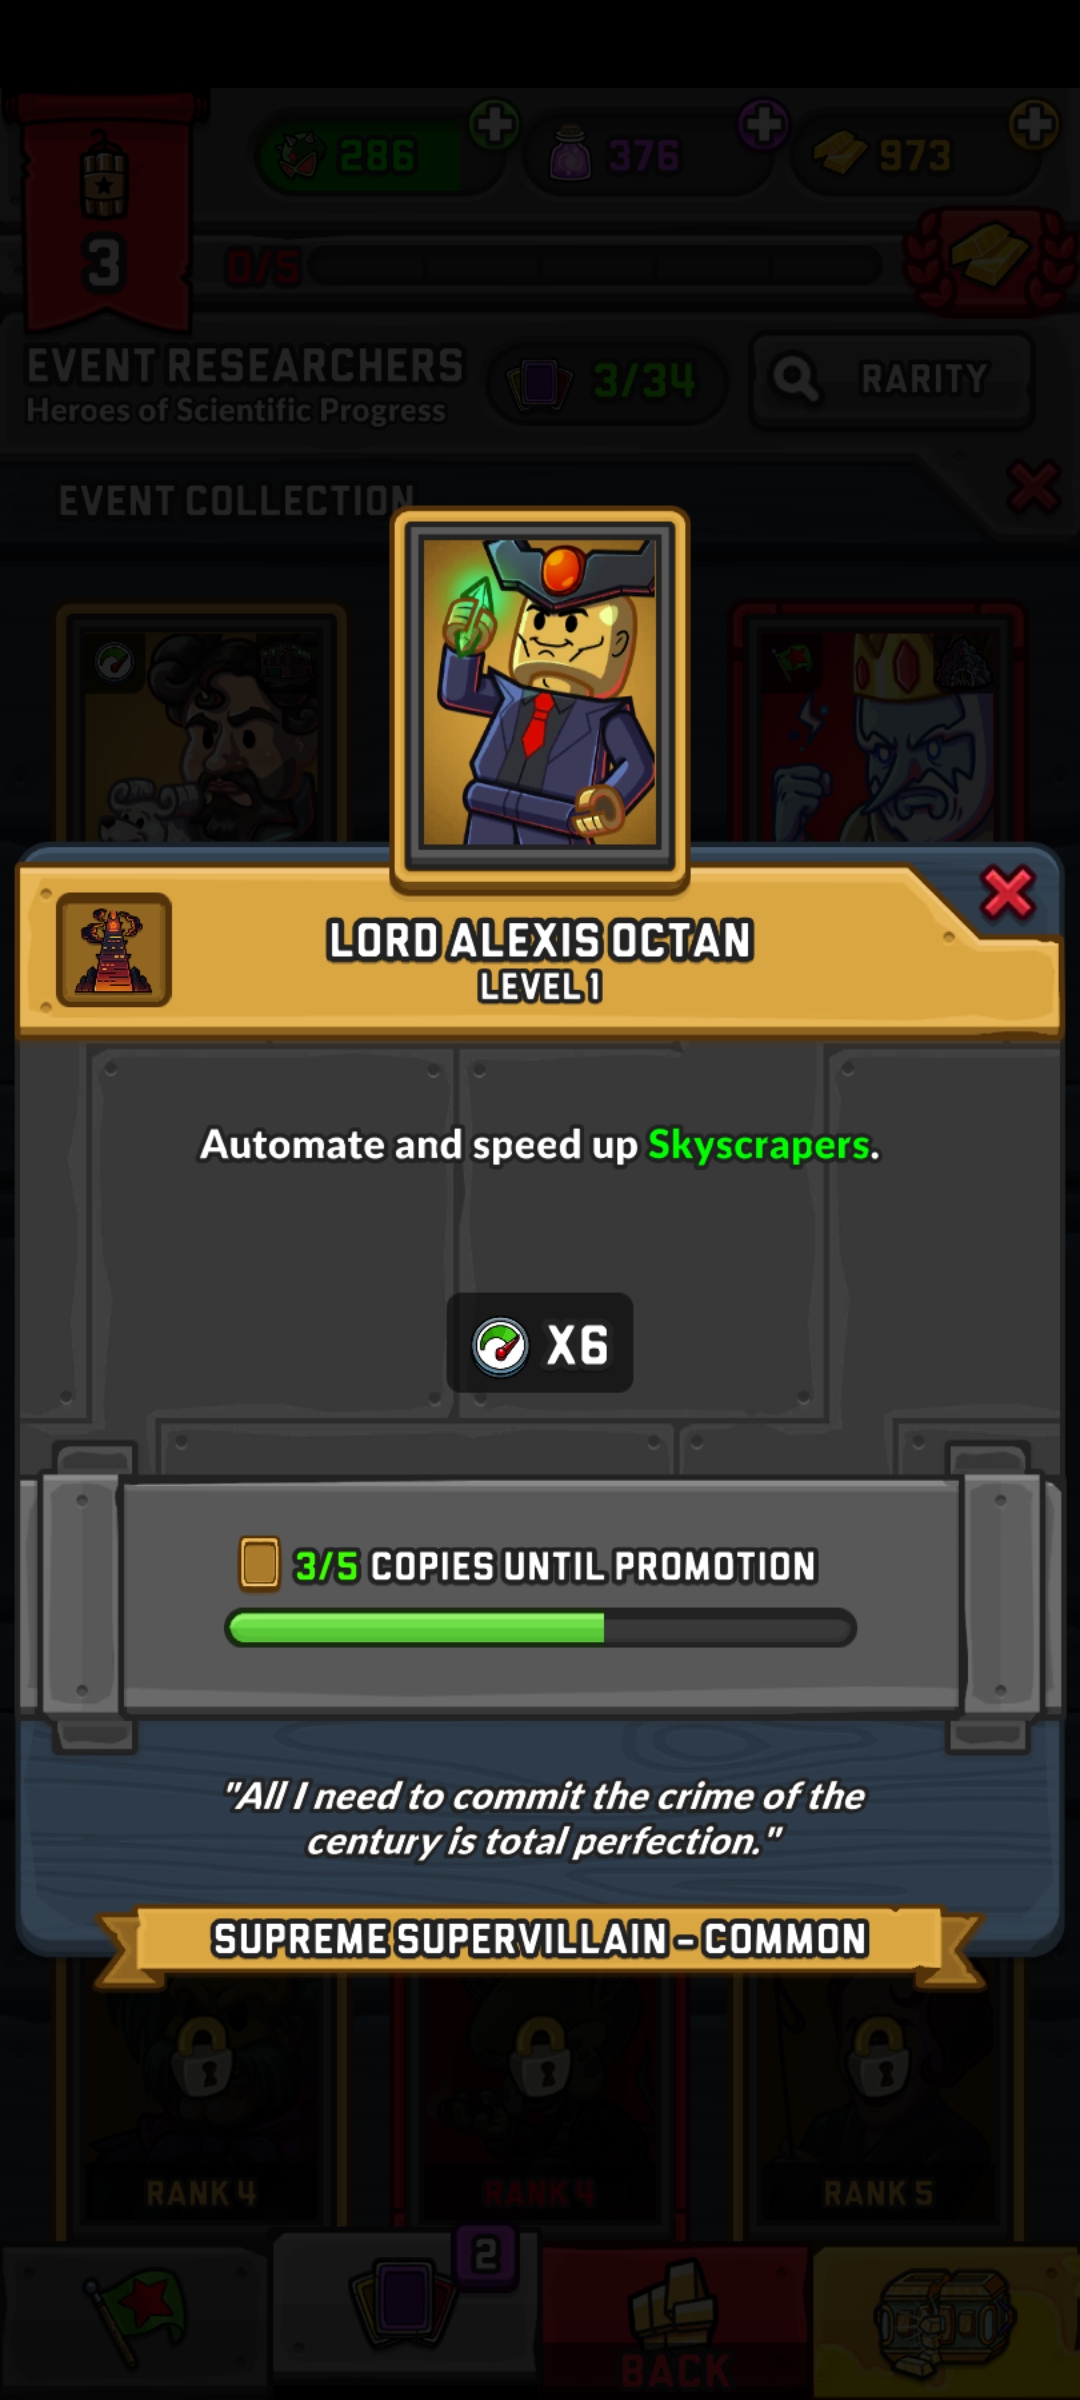 286
376
973
3
0/5
EVENT RESEARCHERS
Heroes of Scientific Progress
3/34
RARITY
EVENT COLLECTION
LORD ALEXIS OCTAN
LEVEL 1
Automate and speed up Skyscrapers.
X6
3/5 COPIES UNTIL PROMOTION
"All I need to commit the crime of the
century is total perfection."
SUPREME SUPERVILLAIN - COMMON
RANK 4
RANK 4
RANK 5
2
BACK